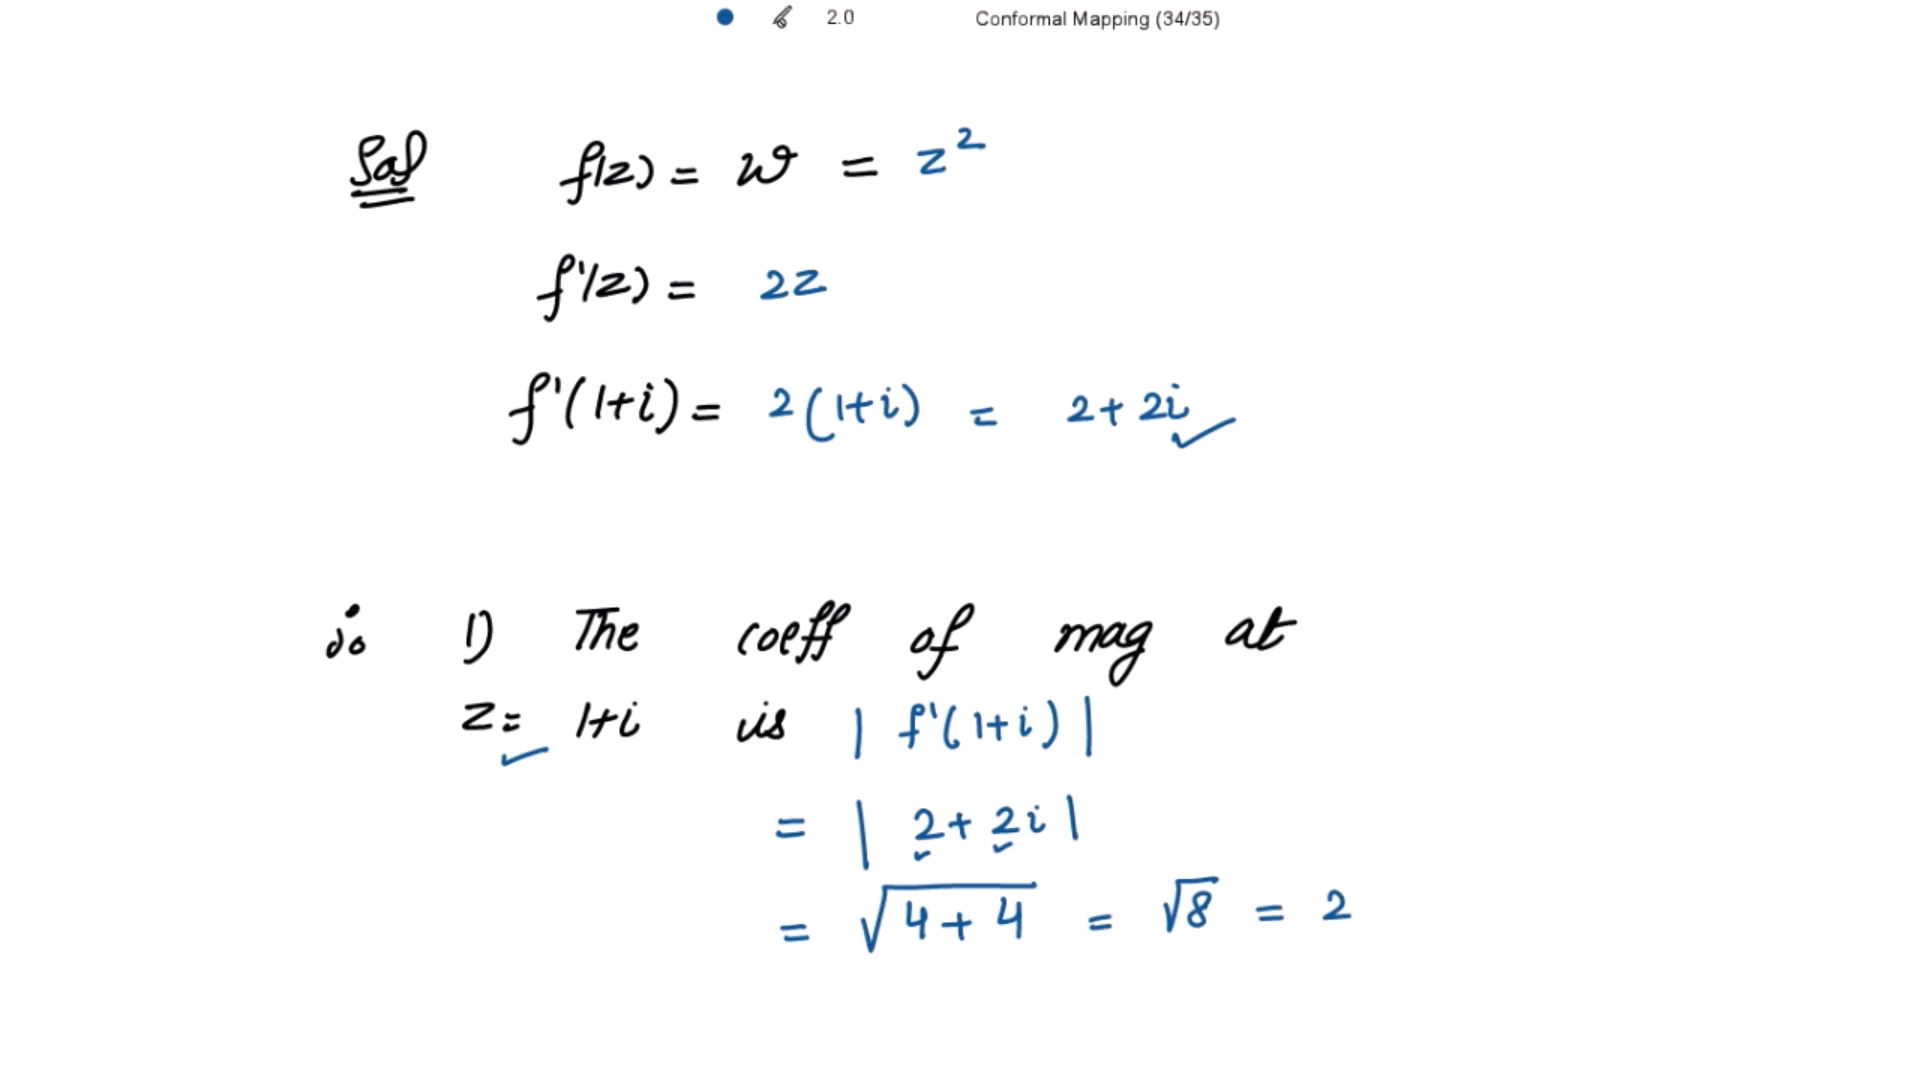 2.0 Conformal Mapping (34/35)
Sol f(z) = w = z²
f'(z) = 2z
f'(1+i) = 2(1+i) = 2+2i
∴ 1) The coeff of mag at
z = 1+i is |f'(1+i)|
= |2+2i|
= √(4+4) = √8 = 2